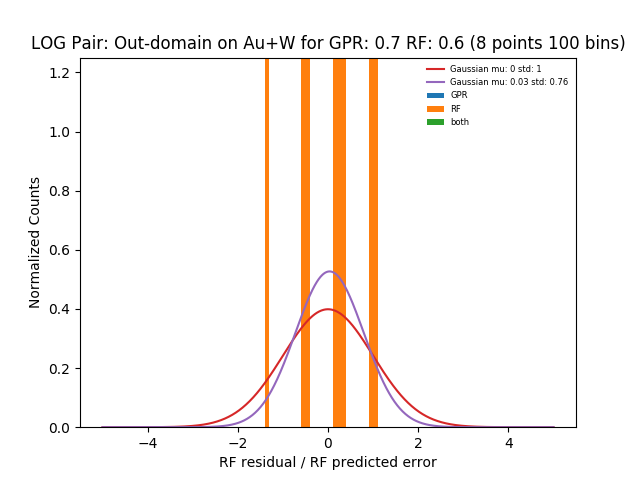 LOG Pair: Out-domain on Au+W for GPR: 0.7 RF: 0.6 (8 points 100 bins)
Gaussian mu: 0 std: 1
Gaussian mu: 0.03 std: 0.76
GPR
RF
both
Normalized Counts
1.2
1.0
0.8
0.6
0.4
0.2
0.0
−4 −2 0 2 4
RF residual / RF predicted error